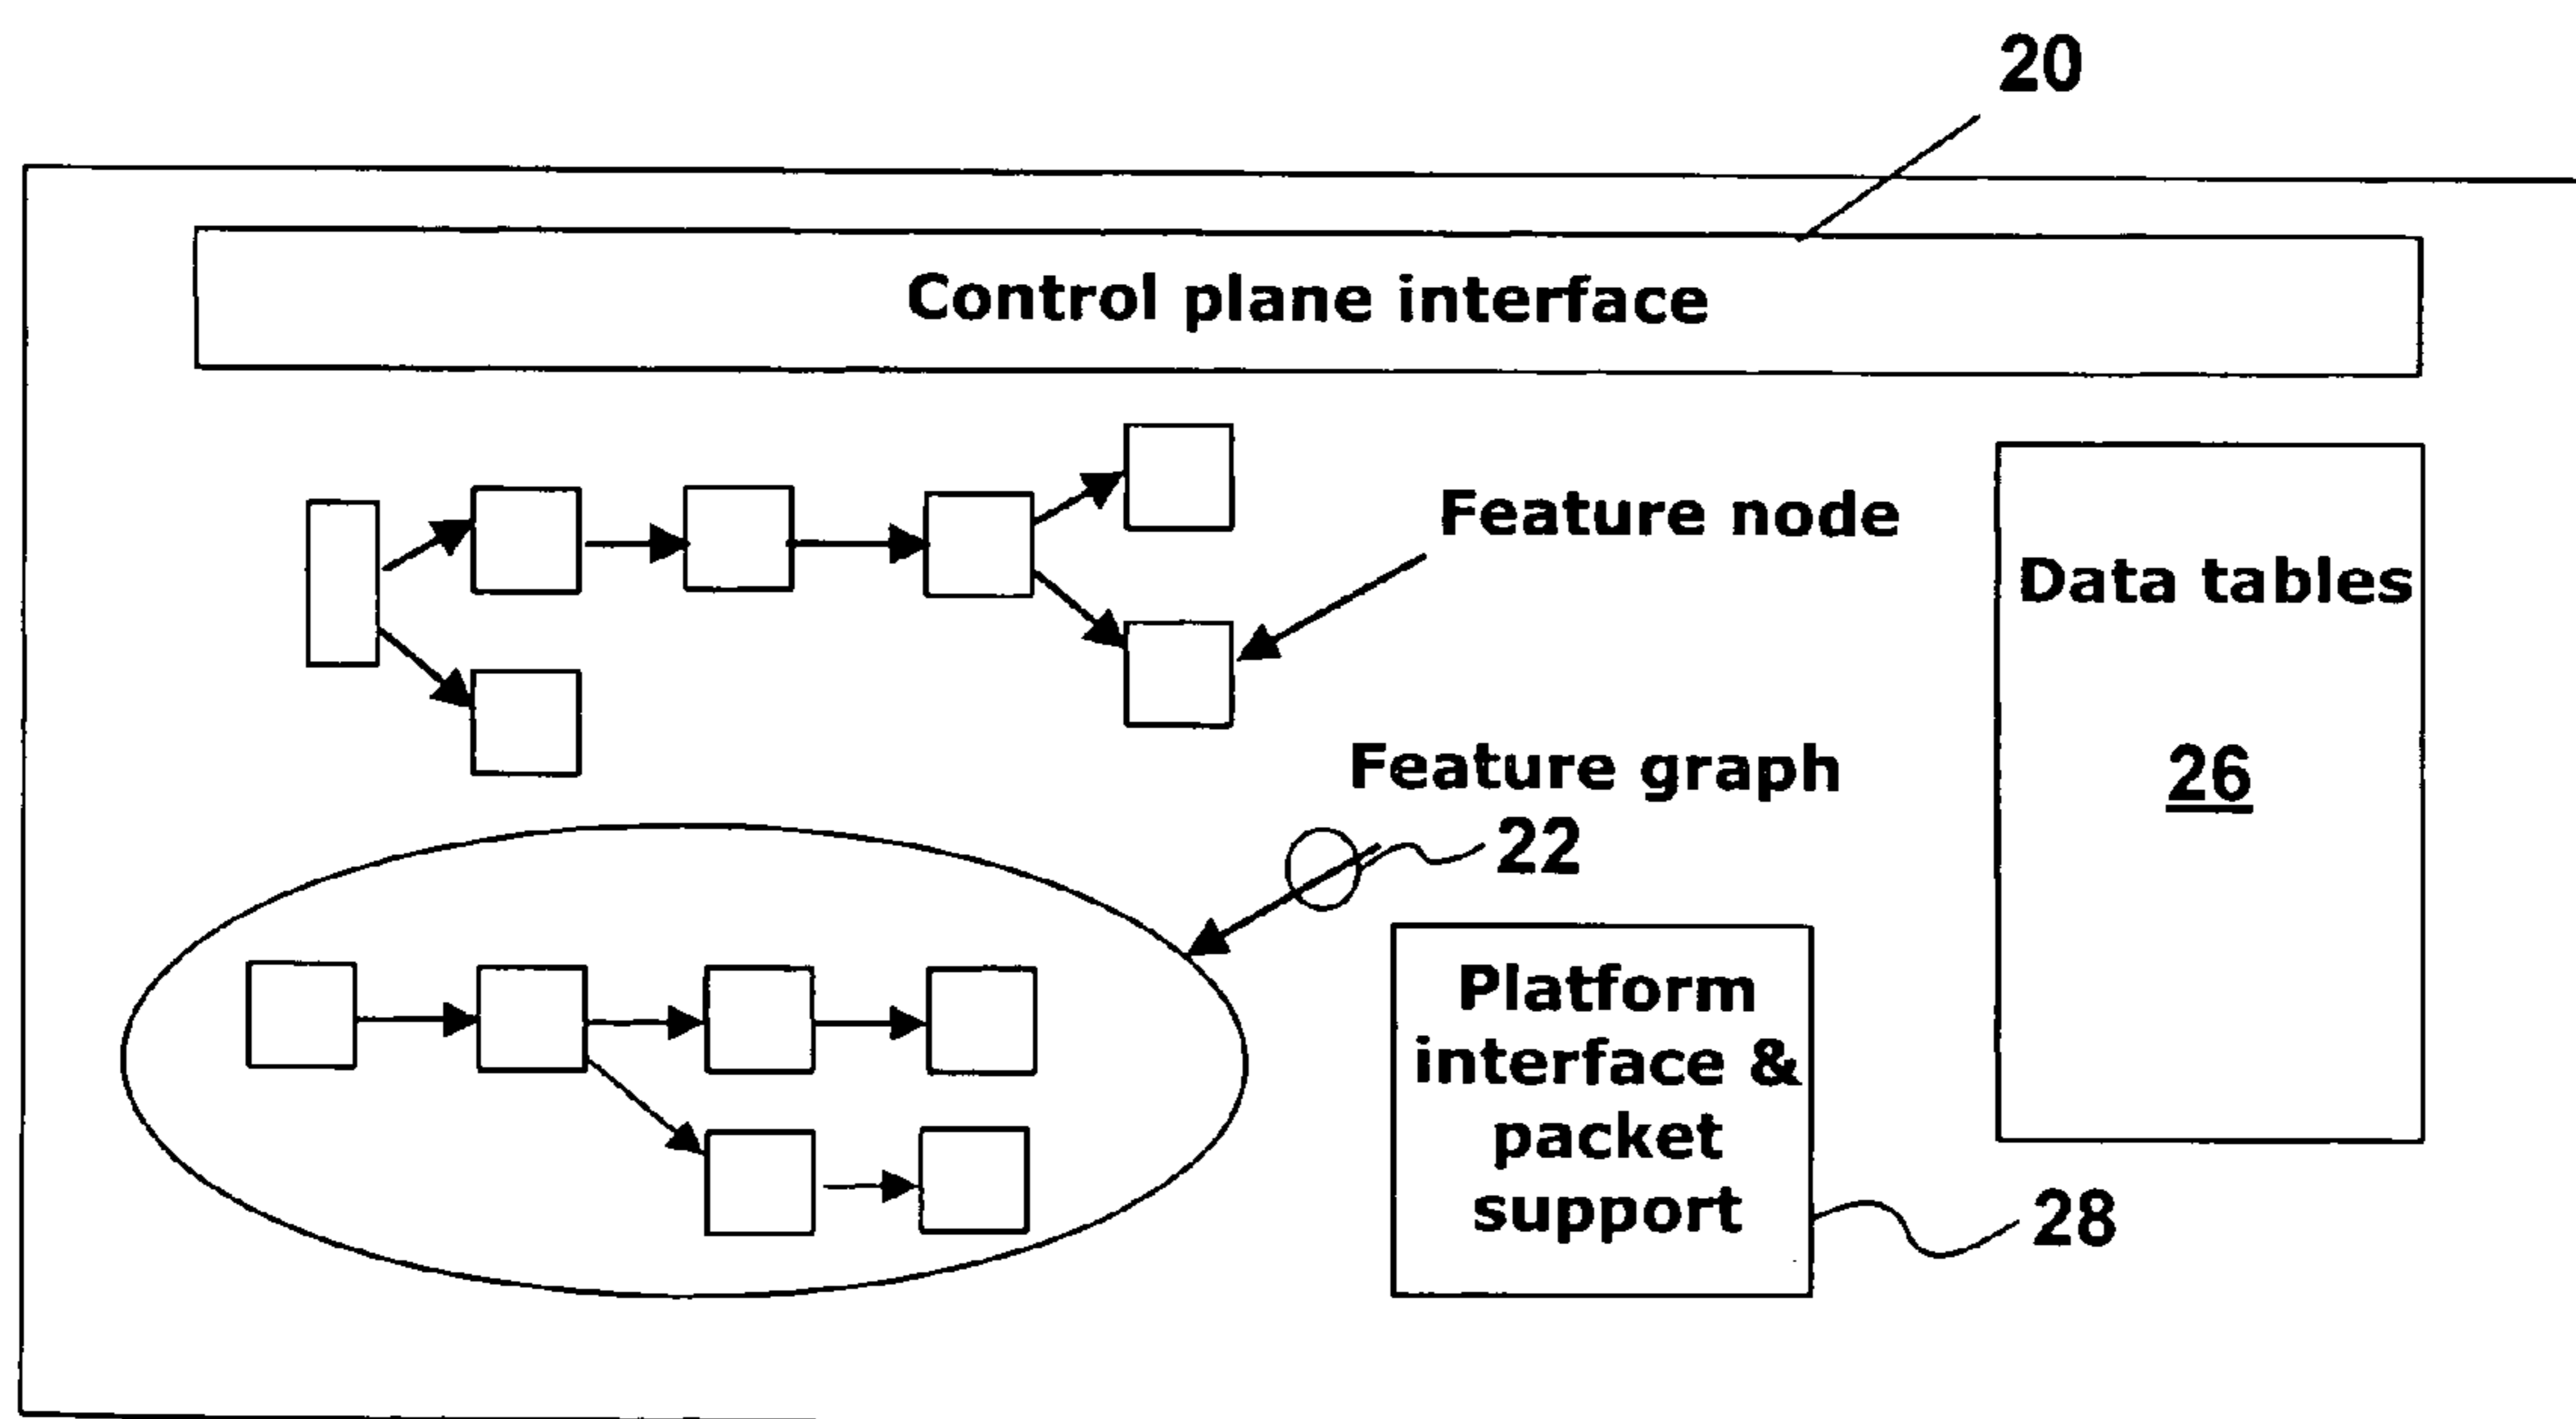 20
Control plane interface
Feature node
Data tables
26
Feature graph
22
Platform
interface &
packet
support
28